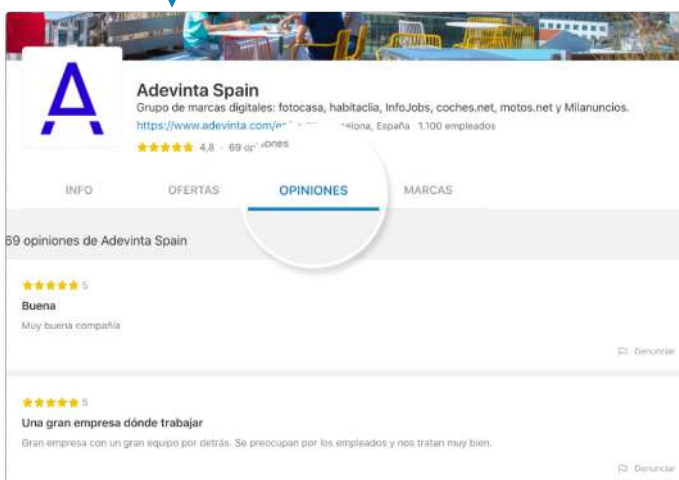 Adevinta Spain
Grupo de marcas digitales: fotocasa, habitaclia, InfoJobs, coches.net, motos.net y Milanuncios.
https://www.adevinta.com/ España 1.100 empleados
4,8 · 69
INFO OFERTAS OPINIONES MARCAS
69 opiniones de Adevinta Spain
5
Buena
Muy buena compañía.
Denunciar
5
Una gran empresa dónde trabajar
Gran empresa con un gran equipo por detrás. Se preocupan por los empleados y nos tratan muy bien.
Denunciar